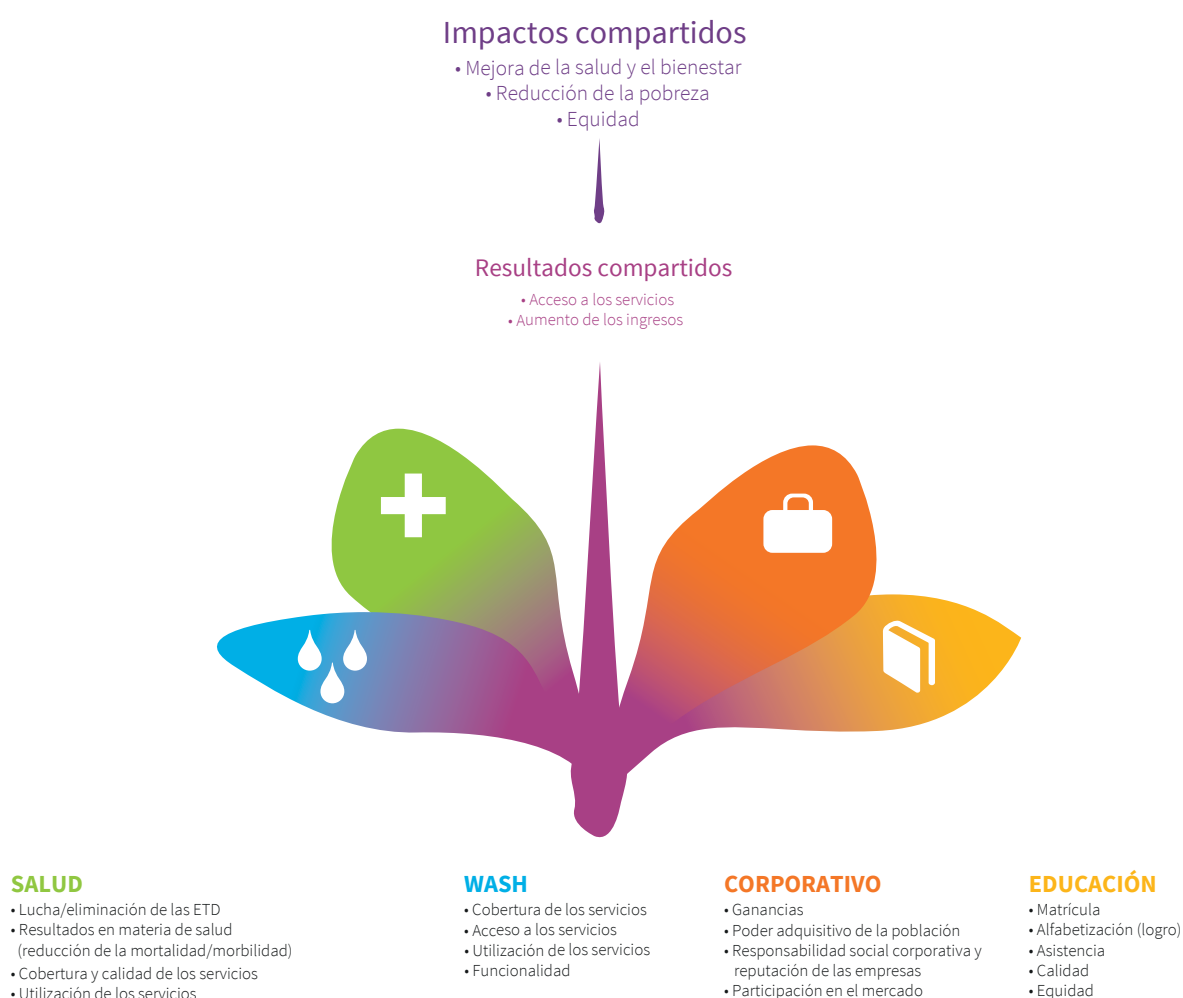 Impactos compartidos
• Mejora de la salud y el bienestar
• Reducción de la pobreza
• Equidad
Resultados compartidos
• Acceso a los servicios
• Aumento de los ingresos
SALUD
• Lucha/eliminación de las ETD
• Resultados en materia de salud
(reducción de la mortalidad/morbilidad)
• Cobertura y calidad de los servicios
• Utilización de los servicios
WASH
• Cobertura de los servicios
• Acceso a los servicios
• Utilización de los servicios
• Funcionalidad
CORPORATIVO
• Ganancias
• Poder adquisitivo de la población
• Responsabilidad social corporativa y
reputación de las empresas
• Participación en el mercado
EDUCACIÓN
• Matrícula
• Alfabetización (logro)
• Asistencia
• Calidad
• Equidad